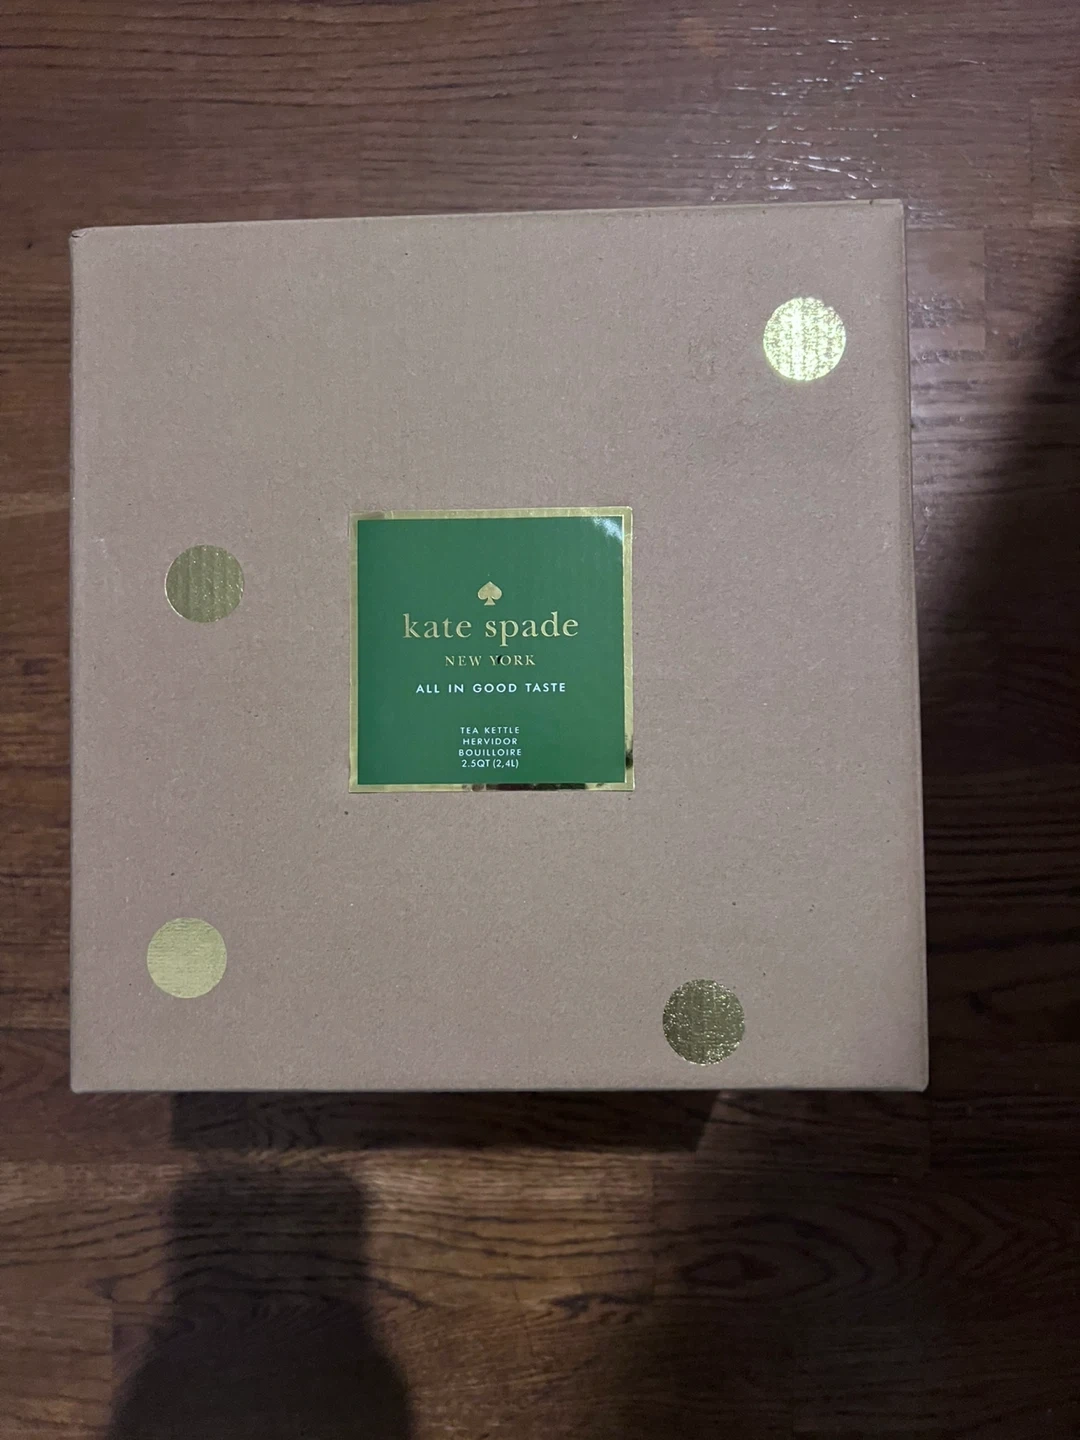 kate spade
NEW YORK
ALL IN GOOD TASTE
TEA KETTLE
HERVIDOR
BOUILLOIRE
2.5QT (2,4L)